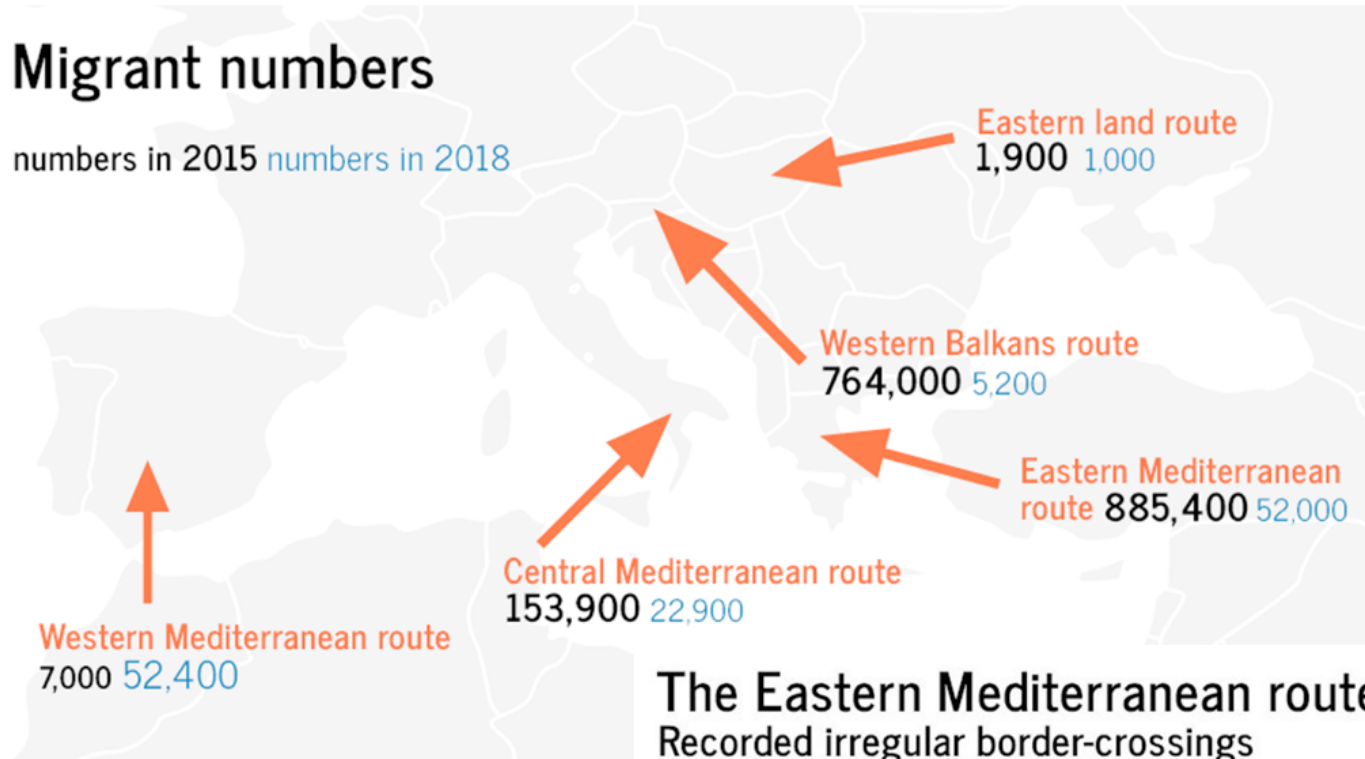 Migrant numbers
numbers in 2015 numbers in 2018
Eastern land route
1,900 1,000
Western Balkans route
764,000 5,200
Eastern Mediterranean
route 885,400 52,000
Central Mediterranean route
153,900 22,900
Western Mediterranean route
7,000 52,400
The Eastern Mediterranean route
Recorded irregular border-crossings